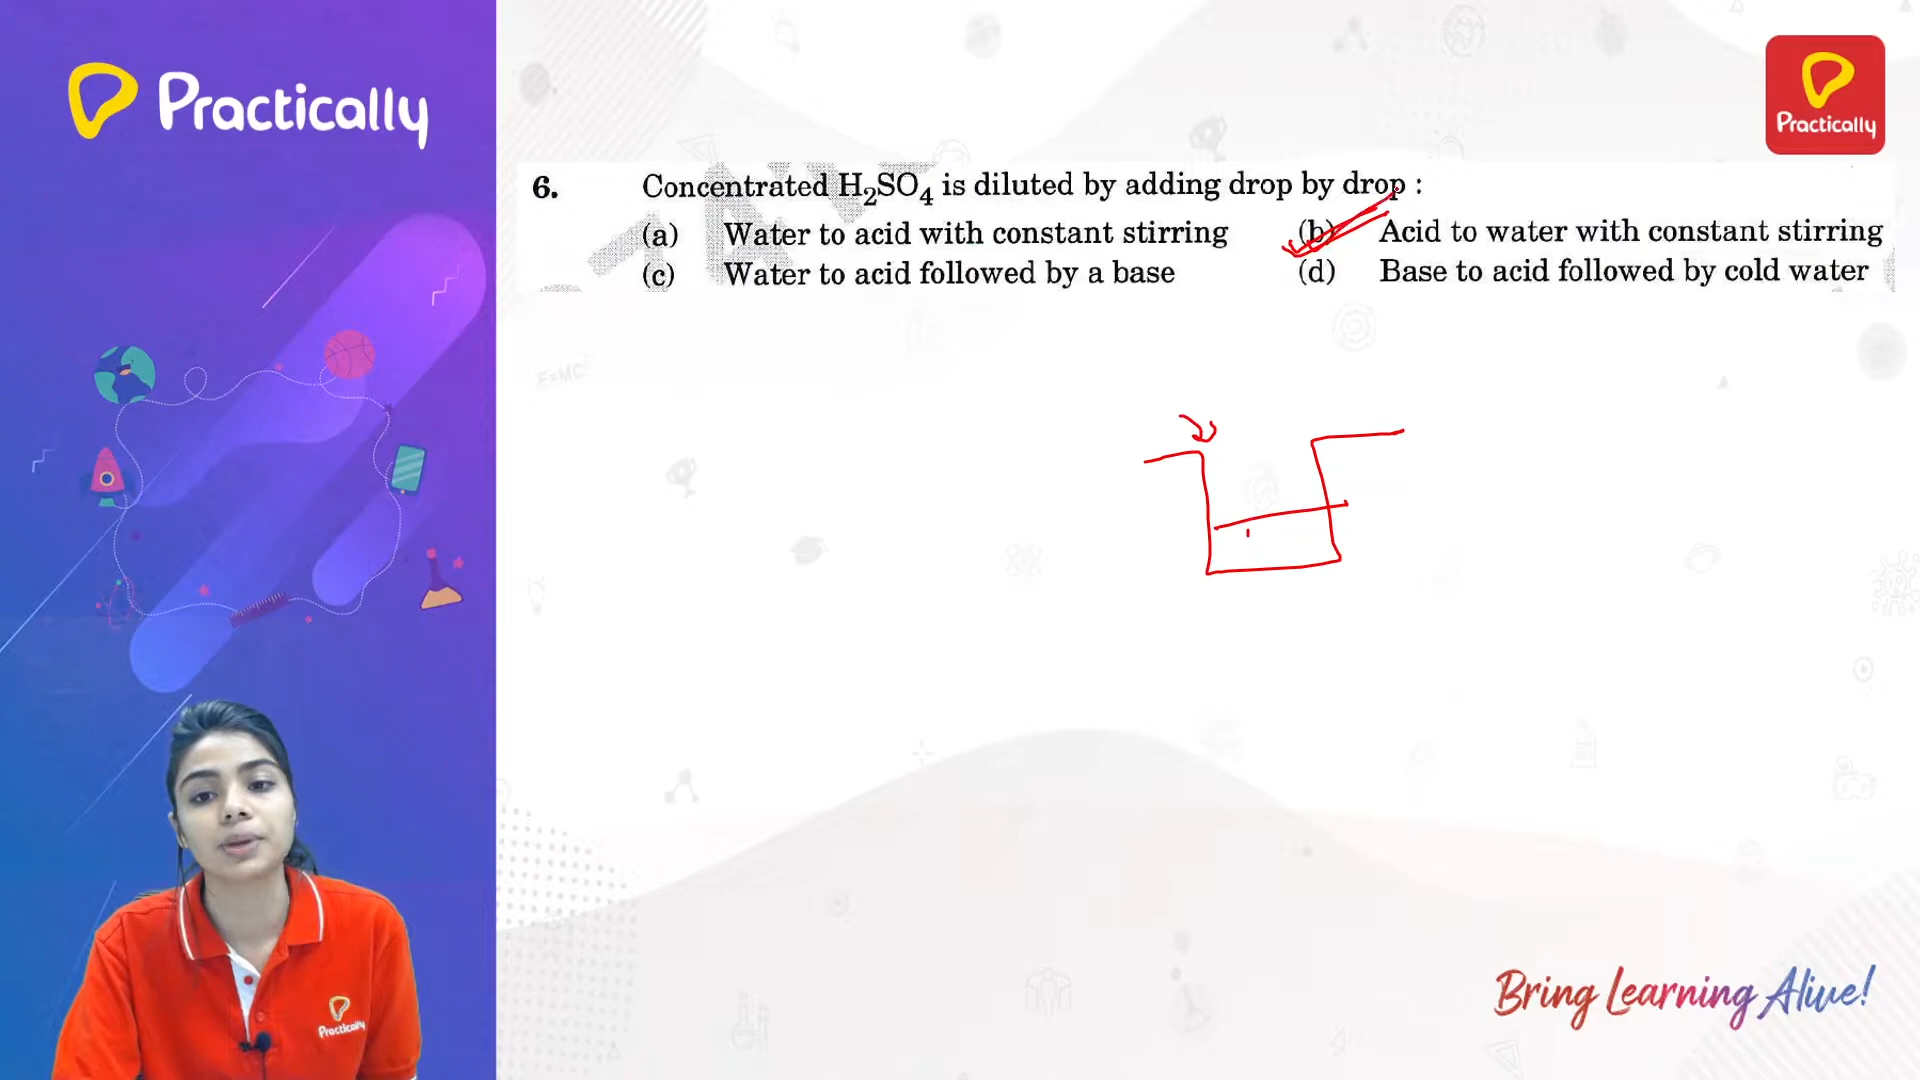 Practically
Practically
6. Concentrated H₂SO₄ is diluted by adding drop by drop :
(a) Water to acid with constant stirring (b) Acid to water with constant stirring
(c) Water to acid followed by a base (d) Base to acid followed by cold water
E=MC²
Practically
Bring Learning Alive!